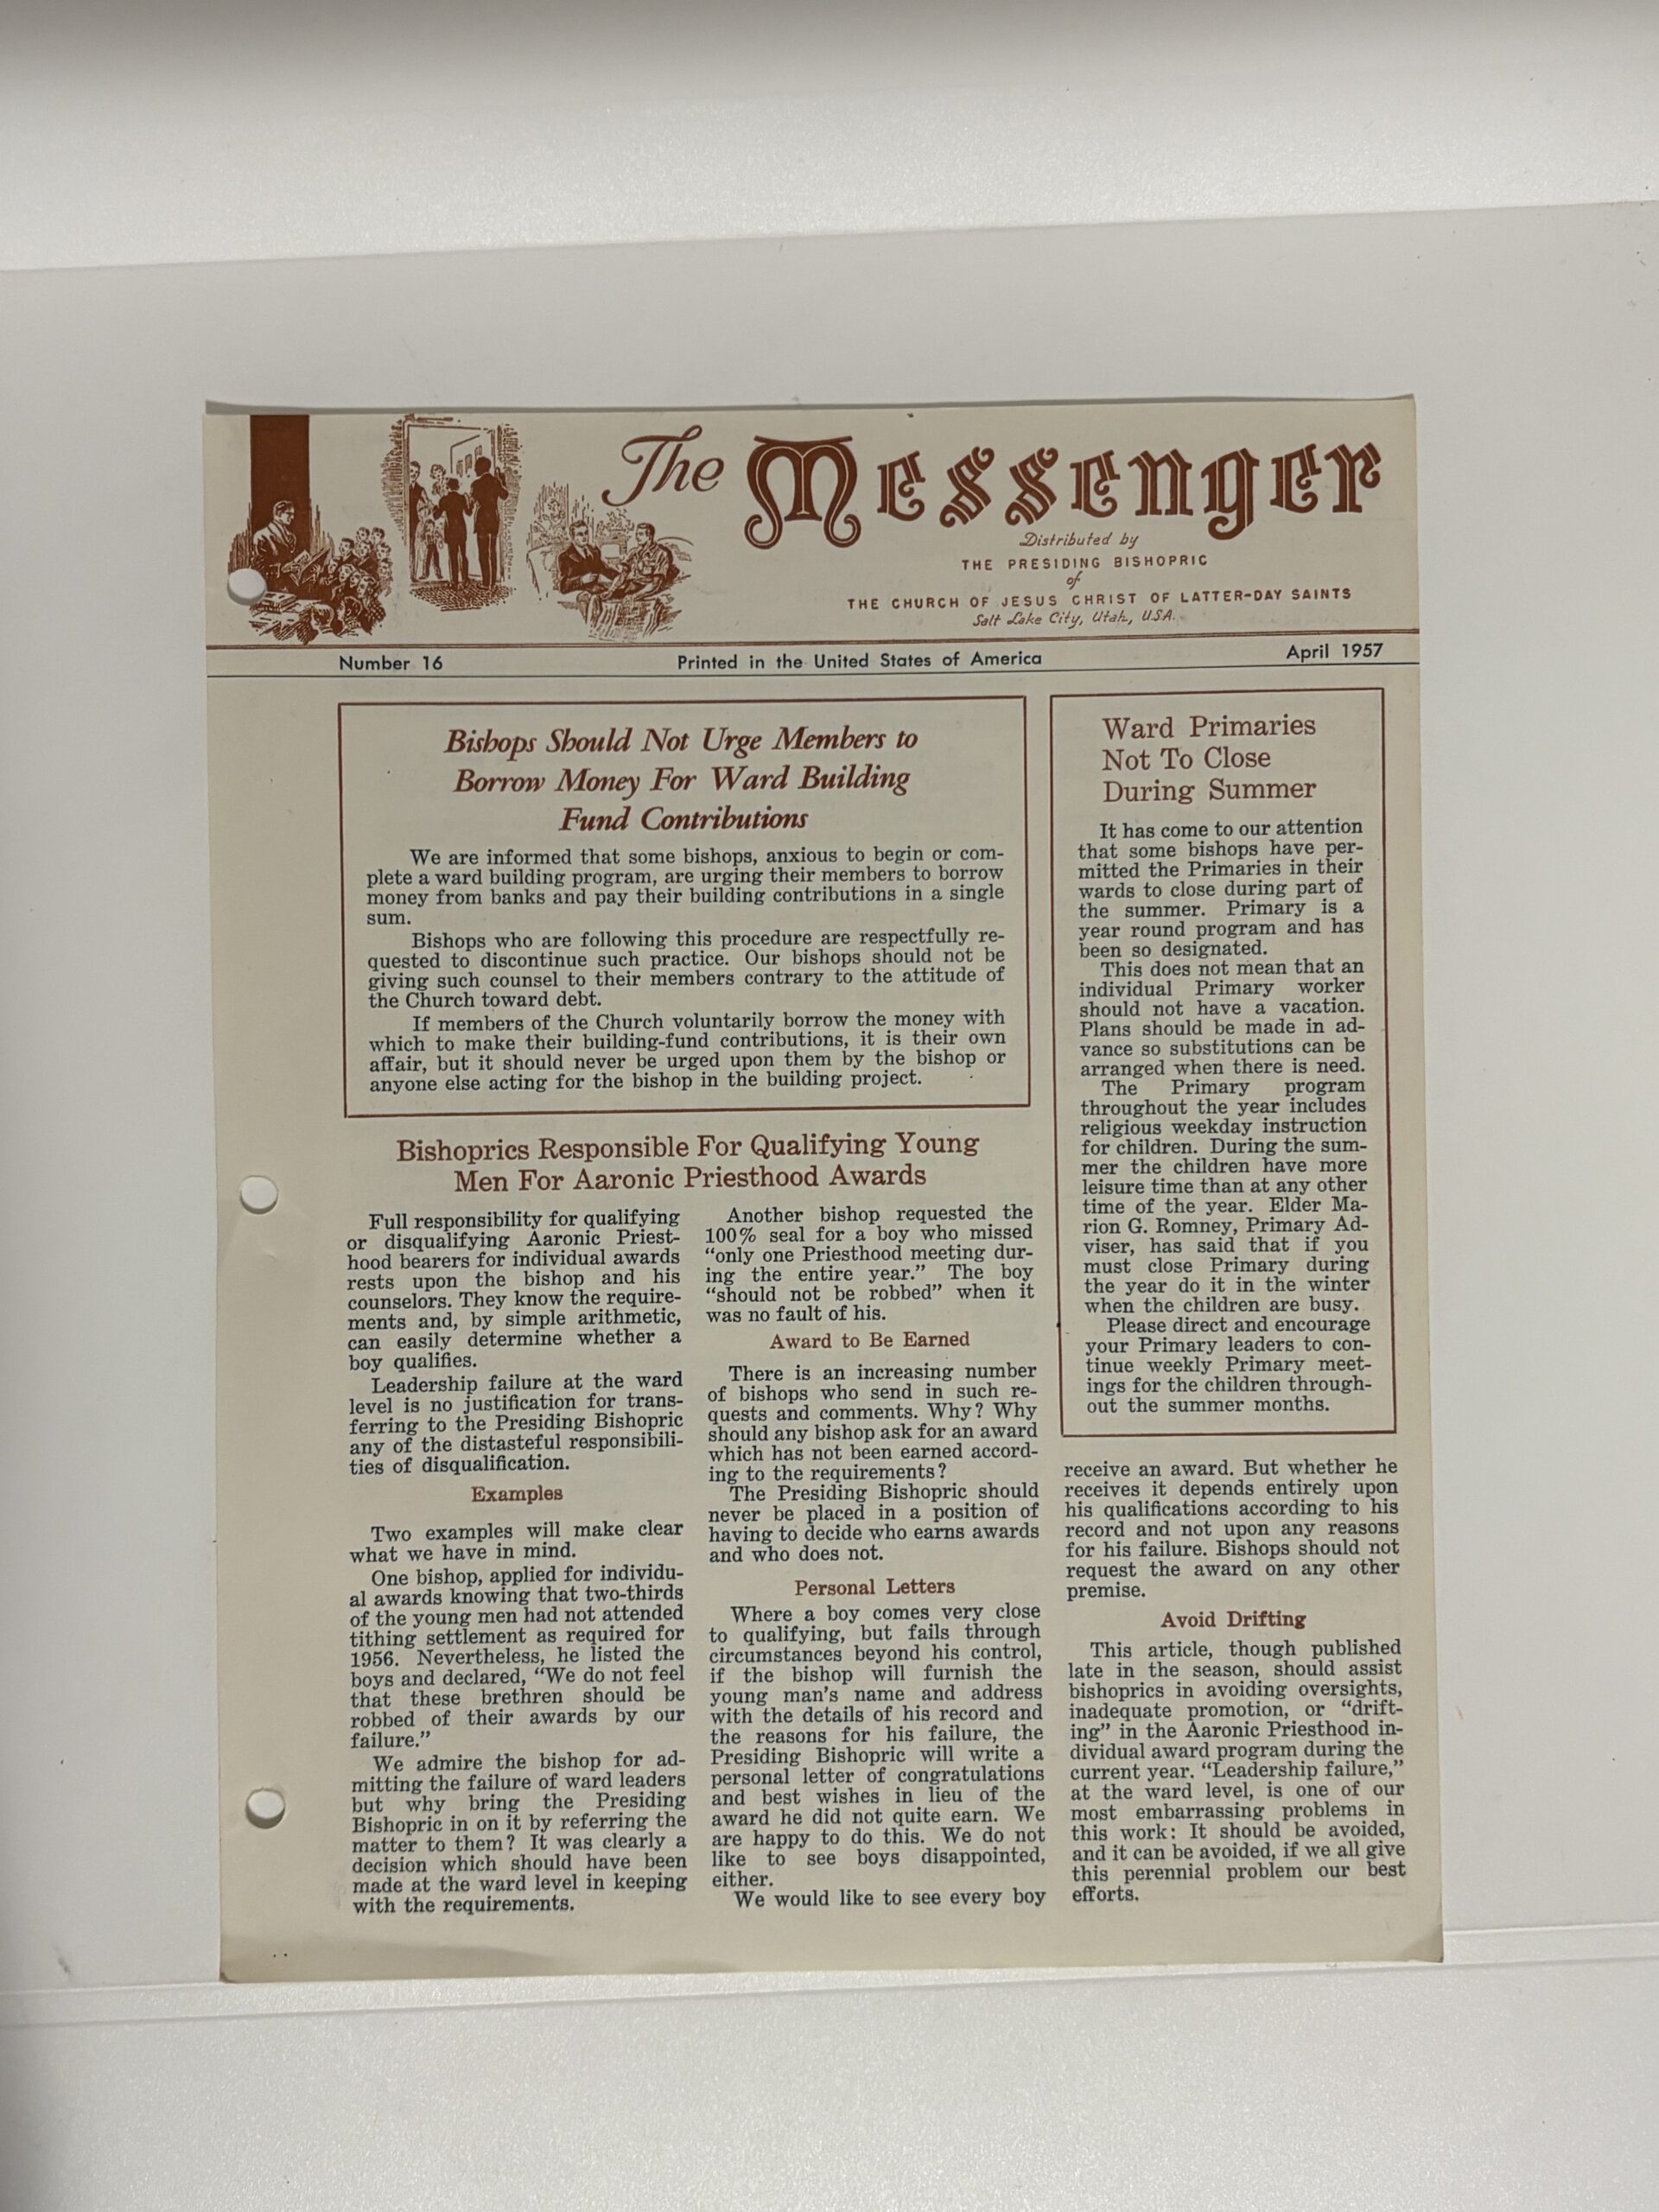 The Messenger
Distributed by
THE PRESIDING BISHOPRIC
of
THE CHURCH OF JESUS CHRIST OF LATTER-DAY SAINTS
Salt Lake City, Utah, U.S.A.
Number 16 Printed in the United States of America April 1957
Bishops Should Not Urge Members to
Borrow Money For Ward Building
Fund Contributions
We are informed that some bishops, anxious to begin or com-
plete a ward building program, are urging their members to borrow
money from banks and pay their building contributions in a single
sum.
Bishops who are following this procedure are respectfully re-
quested to discontinue such practice. Our bishops should not be
giving such counsel to their members contrary to the attitude of
the Church toward debt.
If members of the Church voluntarily borrow the money with
which to make their building-fund contributions, it is their own
affair, but it should never be urged upon them by the bishop or
anyone else acting for the bishop in the building project.
Ward Primaries
Not To Close
During Summer
It has come to our attention
that some bishops have per-
mitted the Primaries in their
wards to close during part of
the summer. Primary is a
year round program and has
been so designated.
This does not mean that an
individual Primary worker
should not have a vacation.
Plans should be made in ad-
vance so substitutions can be
arranged when there is need.
The Primary program
throughout the year includes
religious weekday instruction
for children. During the sum-
mer the children have more
leisure time than at any other
time of the year. Elder Ma-
rion G. Romney, Primary Ad-
viser, has said that if you
must close Primary during
the year do it in the winter
when the children are busy.
Please direct and encourage
your Primary leaders to con-
tinue weekly Primary meet-
ings for the children through-
out the summer months.
Bishoprics Responsible For Qualifying Young
Men For Aaronic Priesthood Awards
Full responsibility for qualifying
or disqualifying Aaronic Priest-
hood bearers for individual awards
rests upon the bishop and his
counselors. They know the require-
ments and, by simple arithmetic,
can easily determine whether a
boy qualifies.
Leadership failure at the ward
level is no justification for trans-
ferring to the Presiding Bishopric
any of the distasteful responsibili-
ties of disqualification.
Examples
Two examples will make clear
what we have in mind.
One bishop, applied for individu-
al awards knowing that two-thirds
of the young men had not attended
tithing settlement as required for
1956. Nevertheless, he listed the
boys and declared, "We do not feel
that these brethren should be
robbed of their awards by our
failure."
We admire the bishop for ad-
mitting the failure of ward leaders
but why bring the Presiding
Bishopric in on it by referring the
matter to them? It was clearly a
decision which should have been
made at the ward level in keeping
with the requirements.
Another bishop requested the
100% seal for a boy who missed
"only one Priesthood meeting dur-
ing the entire year." The boy
"should not be robbed" when it
was no fault of his.
Award to Be Earned
There is an increasing number
of bishops who send in such re-
quests and comments. Why? Why
should any bishop ask for an award
which has not been earned accord-
ing to the requirements?
The Presiding Bishopric should
never be placed in a position of
having to decide who earns awards
and who does not.
Personal Letters
Where a boy comes very close
to qualifying, but fails through
circumstances beyond his control,
if the bishop will furnish the
young man's name and address
with the details of his record and
the reasons for his failure, the
Presiding Bishopric will write a
personal letter of congratulations
and best wishes in lieu of the
award he did not quite earn. We
are happy to do this. We do not
like to see boys disappointed,
either.
We would like to see every boy
receive an award. But whether he
receives it depends entirely upon
his qualifications according to his
record and not upon any reasons
for his failure. Bishops should not
request the award on any other
premise.
Avoid Drifting
This article, though published
late in the season, should assist
bishoprics in avoiding oversights,
inadequate promotion, or "drift-
ing" in the Aaronic Priesthood in-
dividual award program during the
current year. "Leadership failure,"
at the ward level, is one of our
most embarrassing problems in
this work: It should be avoided,
and it can be avoided, if we all give
this perennial problem our best
efforts.